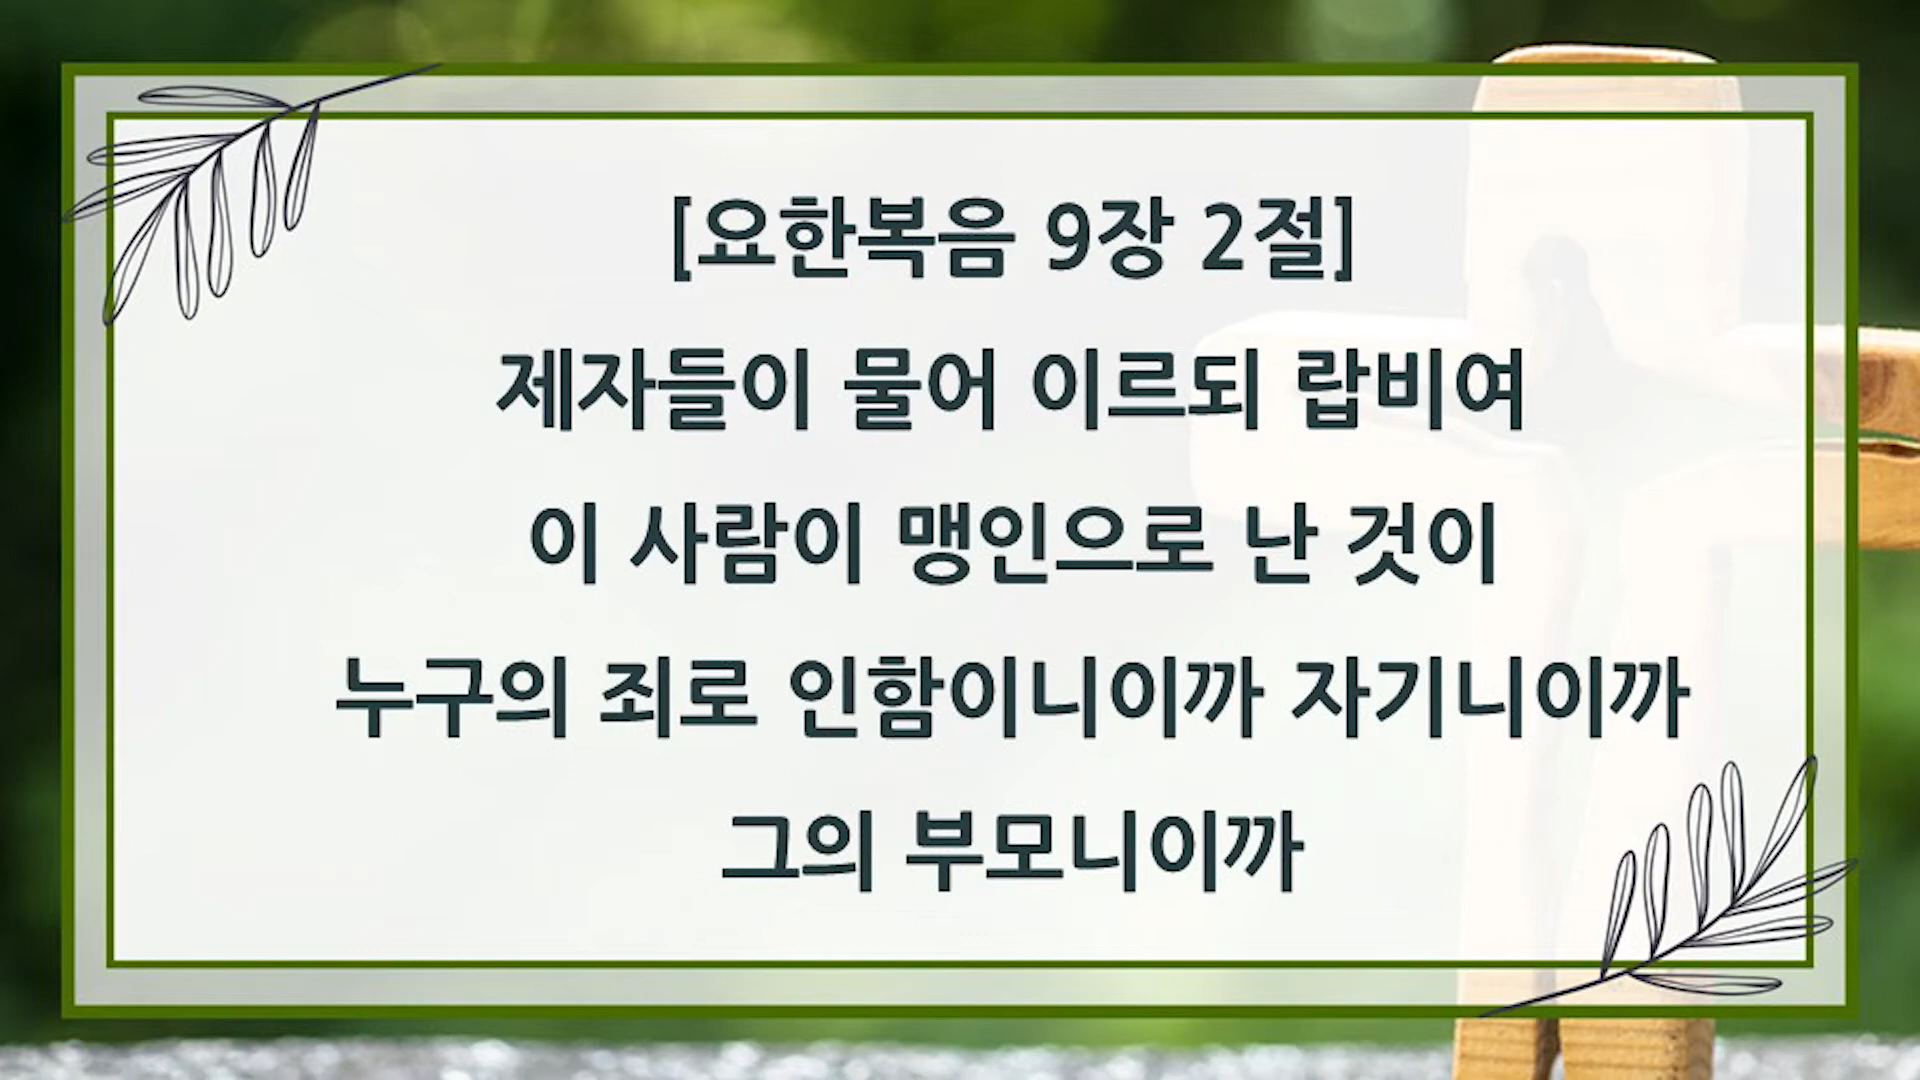 [요한복음 9장 2절]
제자들이 물어 이르되 랍비여
이 사람이 맹인으로 난 것이
누구의 죄로 인함이니이까 자기니이까
그의 부모니이까